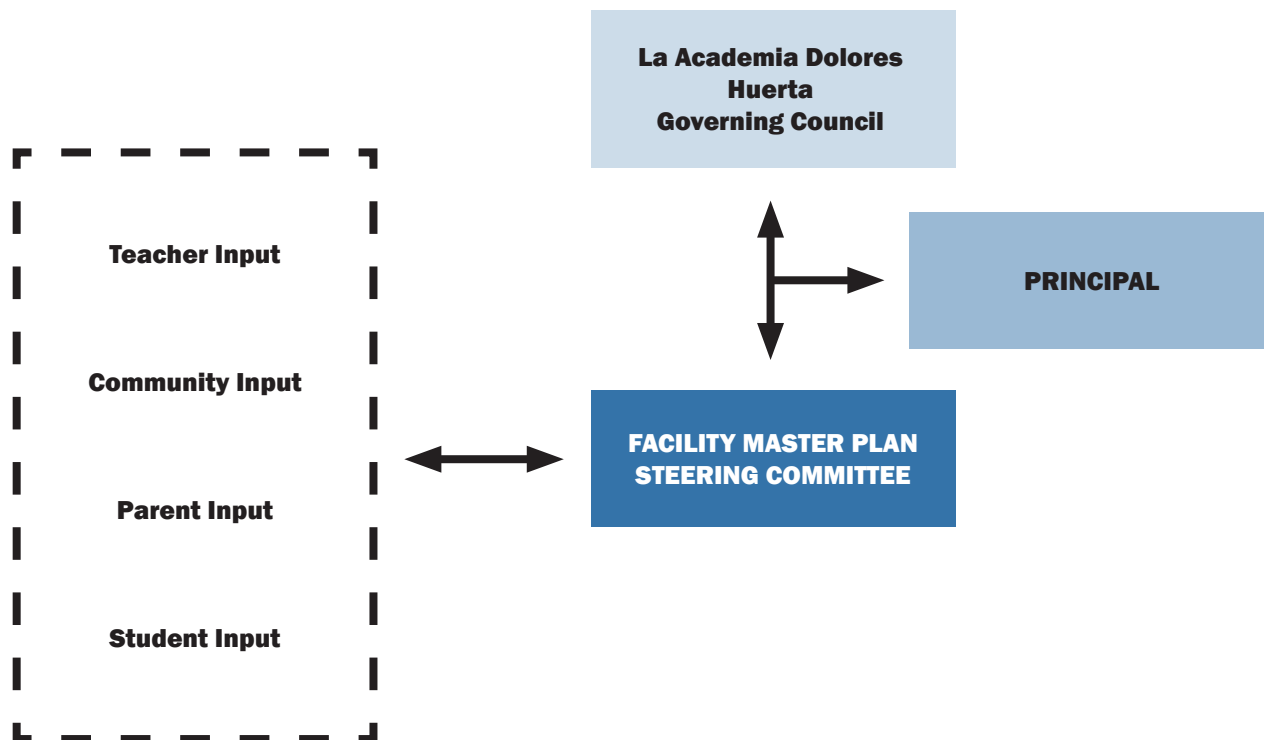 La Academia Dolores
Huerta
Governing Council
PRINCIPAL
FACILITY MASTER PLAN
STEERING COMMITTEE
Teacher Input
Community Input
Parent Input
Student Input